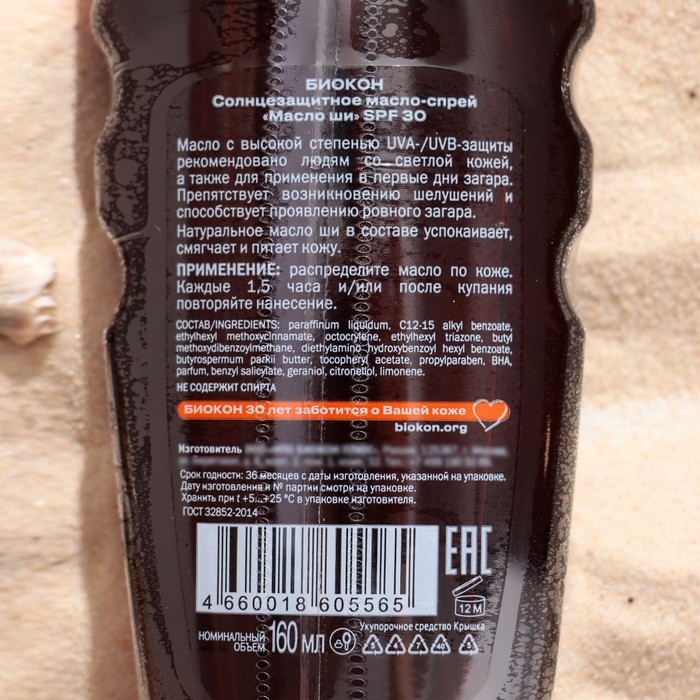 БИОКОН
Солнцезащитное масло-спрей
«Масло ши» SPF 30
Масло с высокой степенью UVA-/UVB-защиты
рекомендовано людям со светлой кожей,
а также для применения в первые дни загара.
Препятствует возникновению шелушений и
способствует проявлению ровного загара.
Натуральное масло ши в составе успокаивает,
смягчает и питает кожу.
ПРИМЕНЕНИЕ: распределите масло по коже.
Каждые 1,5 часа и/или после купания
повторяйте нанесение.
СОСТАВ/INGREDIENTS: paraffinum liquidum, C12-15 alkyl benzoate,
ethylhexyl methoxycinnamate, octocrylene, ethylhexyl triazone, butyl
methoxydibenzoylmethane, diethylamino hydroxybenzoyl hexyl benzoate,
butyrospermum parkii butter, tocopheryl acetate, propylparaben, BHA,
parfum, benzyl salicylate, geraniol, citronellol, limonene.
НЕ СОДЕРЖИТ СПИРТА
БИОКОН 30 лет заботится о Вашей коже
biokon.org
Изготовитель
Срок годности: 36 месяцев с даты изготовления, указанной на упаковке.
Дату изготовления и № партии смотри на упаковке.
Хранить при t +5...+25 °C в упаковке изготовителя.
ГОСТ 32852-2014
EAC
4 660018 605565
12 M
НОМИНАЛЬНЫЙ
ОБЪЕМ 160 МЛ
Укупорочное средство Крышка
5 4 7 40 5